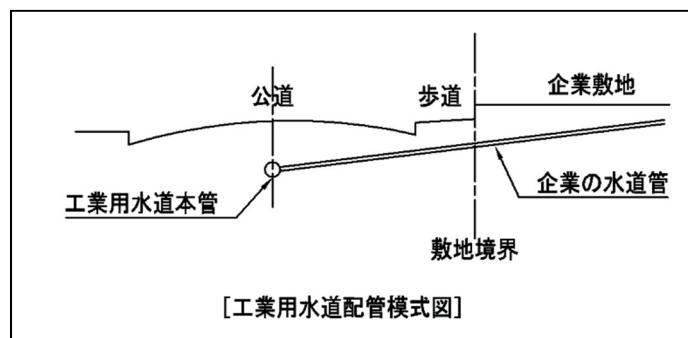 公道
歩道
企業敷地
工業用水道本管
企業の水道管
敷地境界
[工業用水道配管模式図]